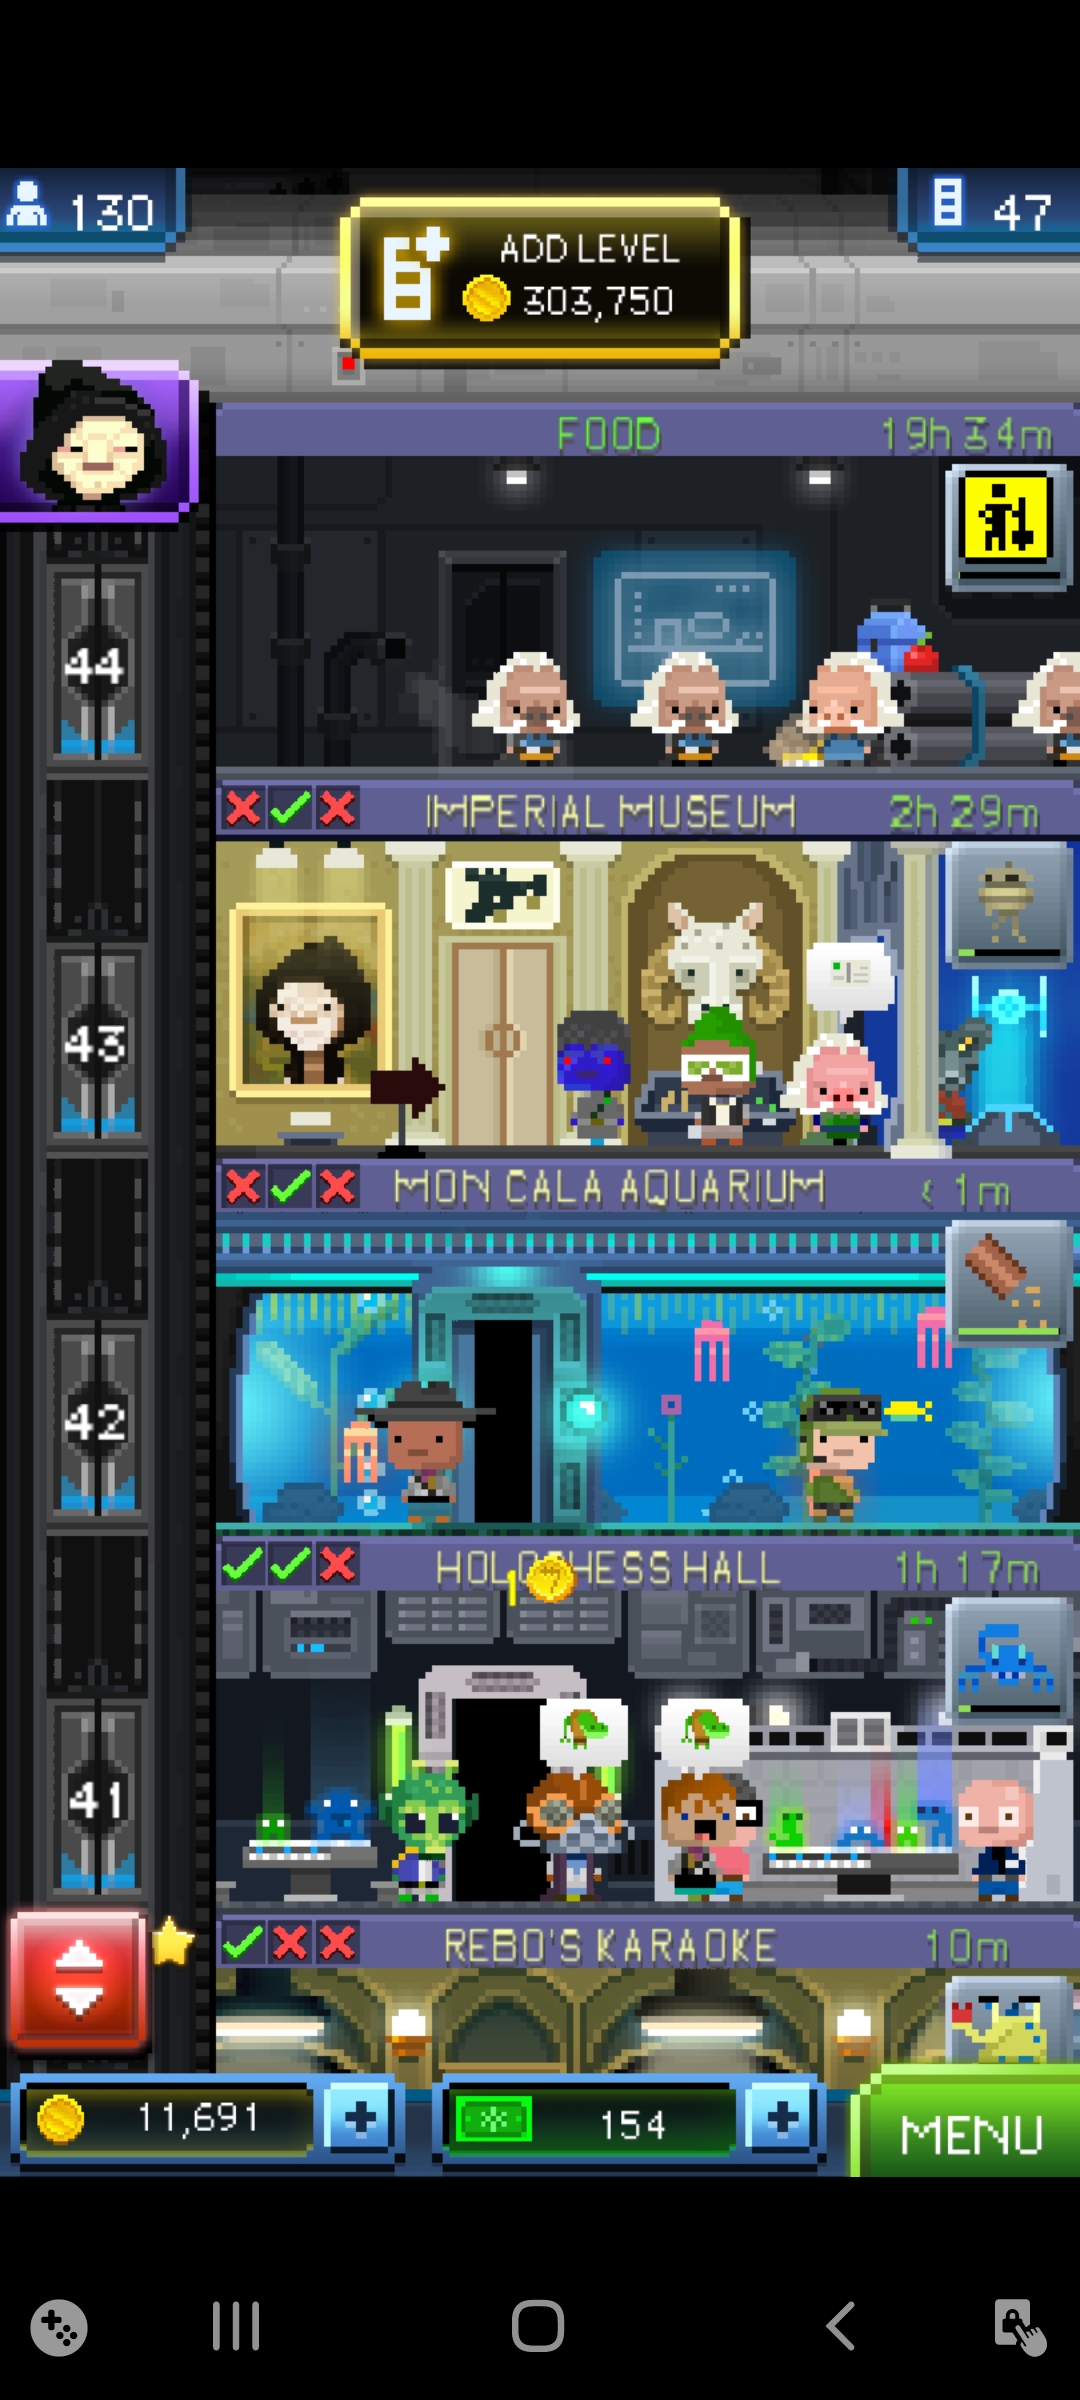 130
47
ADD LEVEL
303,750
FOOD
19h 34m
44
IMPERIAL MUSEUM
2h 29m
43
MON CALA AQUARIUM
< 1m
42
HOLOCHESS HALL
1h 17m
1
41
REBO'S KARAOKE
10m
11,691
154
MENU